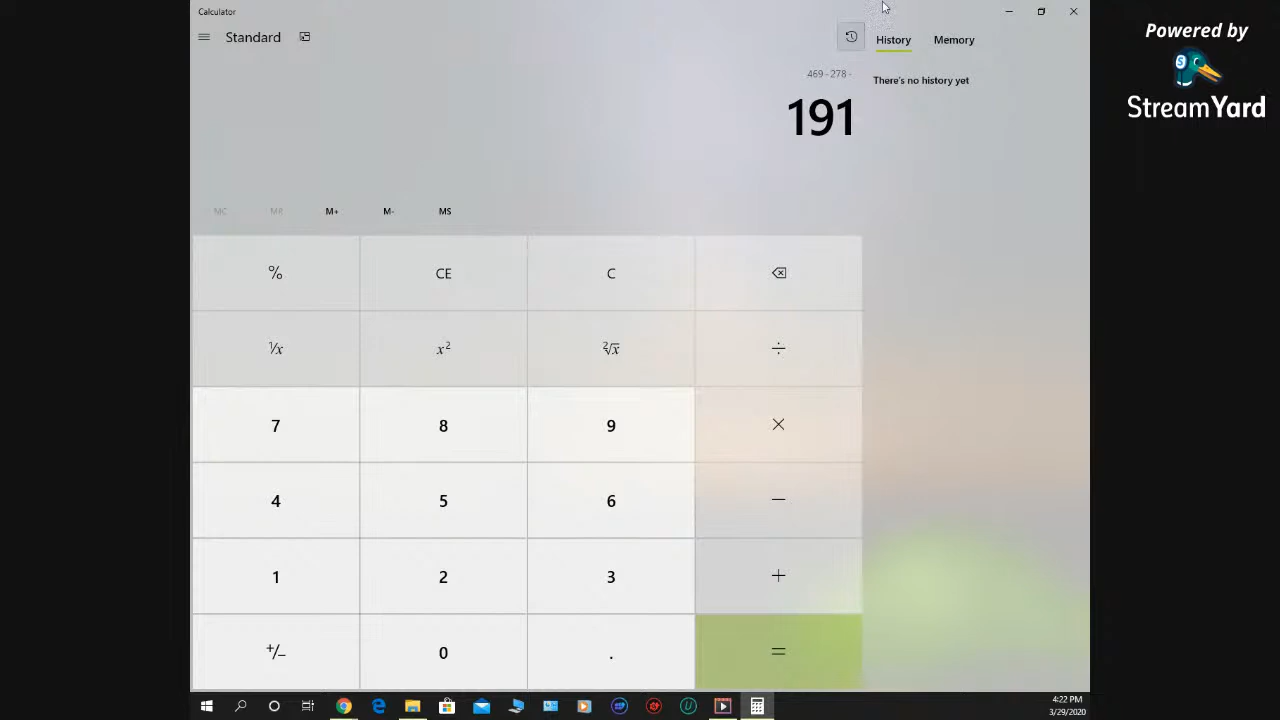 Calculator
Powered by
StreamYard
Standard
History
Memory
469 - 278 -
There's no history yet
191
MC MR M+ M- MS
% CE C
1/x x² ²√x ÷
7 8 9 ×
4 5 6 −
1 2 3 +
+/− 0 . =
4:22 PM
3/29/2020